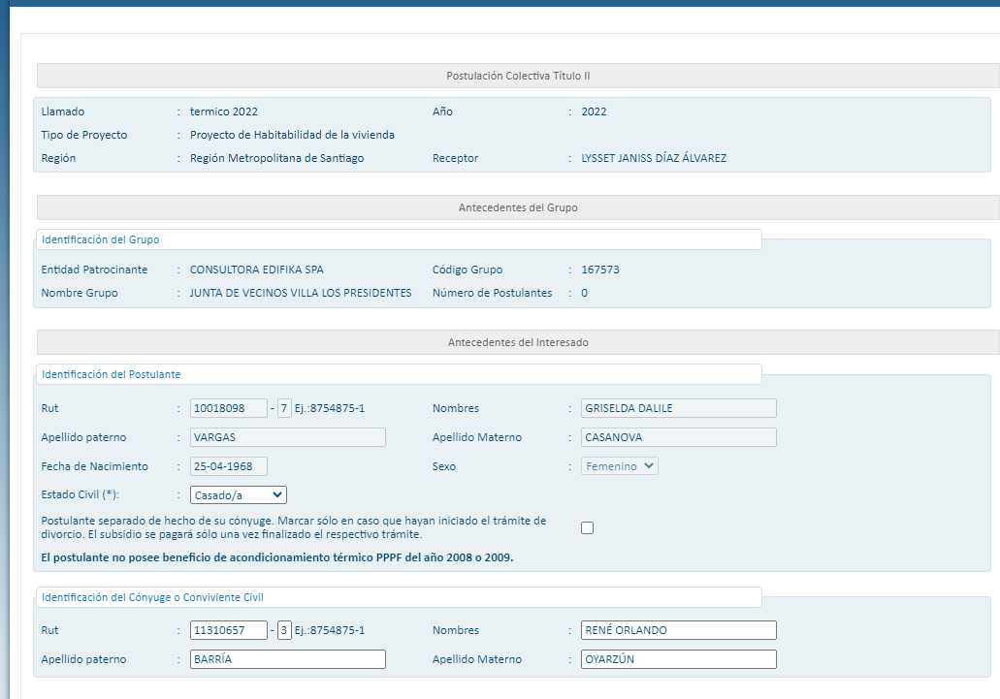 Postulación Colectiva Título II
Llamado : termico 2022 Año : 2022
Tipo de Proyecto : Proyecto de Habitabilidad de la vivienda
Región : Región Metropolitana de Santiago Receptor : LYSSET JANISS DÍAZ ÁLVAREZ
Antecedentes del Grupo
Identificación del Grupo
Entidad Patrocinante : CONSULTORA EDIFIKA SPA Código Grupo : 167573
Nombre Grupo : JUNTA DE VECINOS VILLA LOS PRESIDENTES Número de Postulantes : 0
Antecedentes del Interesado
Identificación del Postulante
Rut : 10018098 - 7 Ej.:8754875-1 Nombres : GRISELDA DALILE
Apellido paterno : VARGAS Apellido Materno : CASANOVA
Fecha de Nacimiento : 25-04-1968 Sexo : Femenino
Estado Civil (*): : Casado/a
Postulante separado de hecho de su cónyuge. Marcar sólo en caso que hayan iniciado el trámite de
divorcio. El subsidio se pagará sólo una vez finalizado el respectivo trámite.
El postulante no posee beneficio de acondicionamiento térmico PPPF del año 2008 o 2009.
Identificación del Cónyuge o Conviviente Civil
Rut : 11310657 - 3 Ej.:8754875-1 Nombres : RENÉ ORLANDO
Apellido paterno : BARRÍA Apellido Materno : OYARZÚN